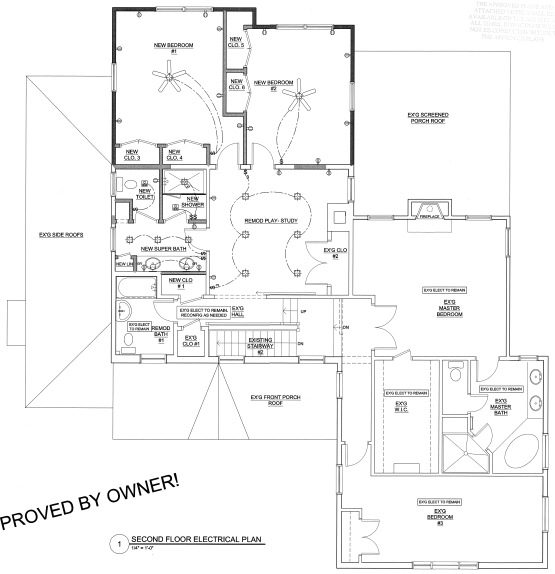 NEW BEDROOM
#1
NEW
CLO. 5
NEW
CLO. 6
NEW BEDROOM
#2
EX'G SCREENED
PORCH ROOF
NEW
CLO. 3
NEW
CLO. 4
NEW
TOILET
NEW
SHOWER
REMOD PLAY- STUDY
FIREPLACE
EX'G SIDE ROOFS
NEW SUPER BATH
EX'G CLO
#2
NEW LIN
NEW CLO
# 1
EX'G ELECT TO REMAIN
EX'G
MASTER
BEDROOM
EX'G ELECT TO REMAIN,
RECONFIG AS NEEDED
EX'G
HALL
UP
EX'G ELECT
TO REMAIN
REMOD
BATH
#1
EX'G
CLO #1
EXISTING
STAIRWAY
#2
DN
DN
EX'G ELECT TO REMAIN
EX'G
W.I.C.
EX'G ELECT TO REMAIN
EX'G
MASTER
BATH
EX'G FRONT PORCH
ROOF
PROVED BY OWNER!
EX'G ELECT TO REMAIN
EX'G
BEDROOM
#3
1
SECOND FLOOR ELECTRICAL PLAN
1/4" = 1'-0"